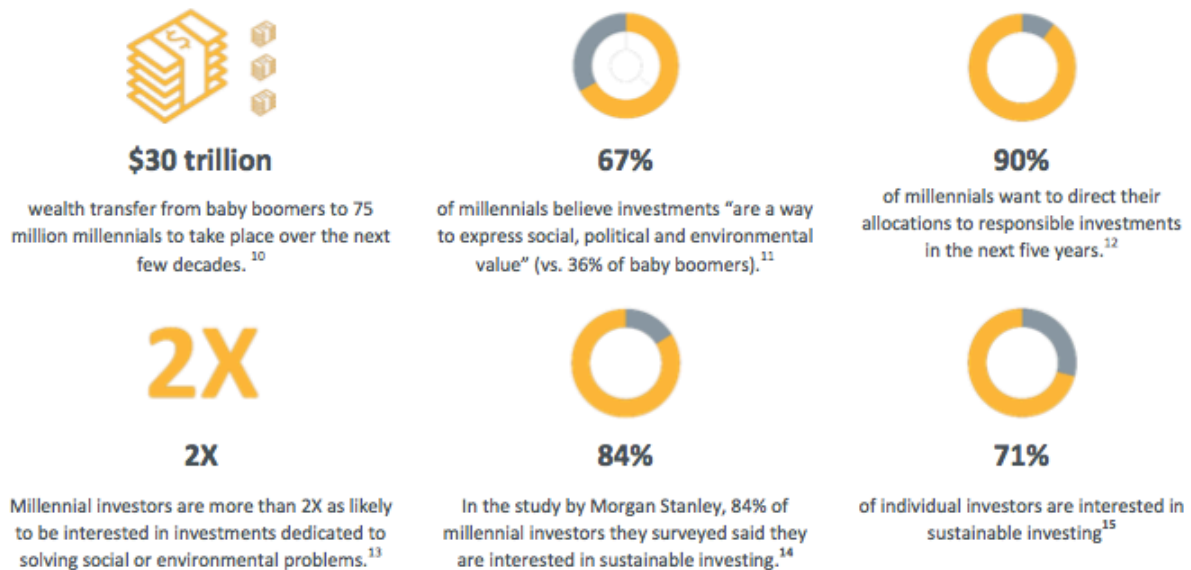 $
$30 trillion
wealth transfer from baby boomers to 75
million millennials to take place over the next
few decades. 10
67%
of millennials believe investments “are a way
to express social, political and environmental
value” (vs. 36% of baby boomers).11
90%
of millennials want to direct their
allocations to responsible investments
in the next five years.12
2X
2X
Millennial investors are more than 2X as likely
to be interested in investments dedicated to
solving social or environmental problems.13
84%
In the study by Morgan Stanley, 84% of
millennial investors they surveyed said they
are interested in sustainable investing.14
71%
of individual investors are interested in
sustainable investing15